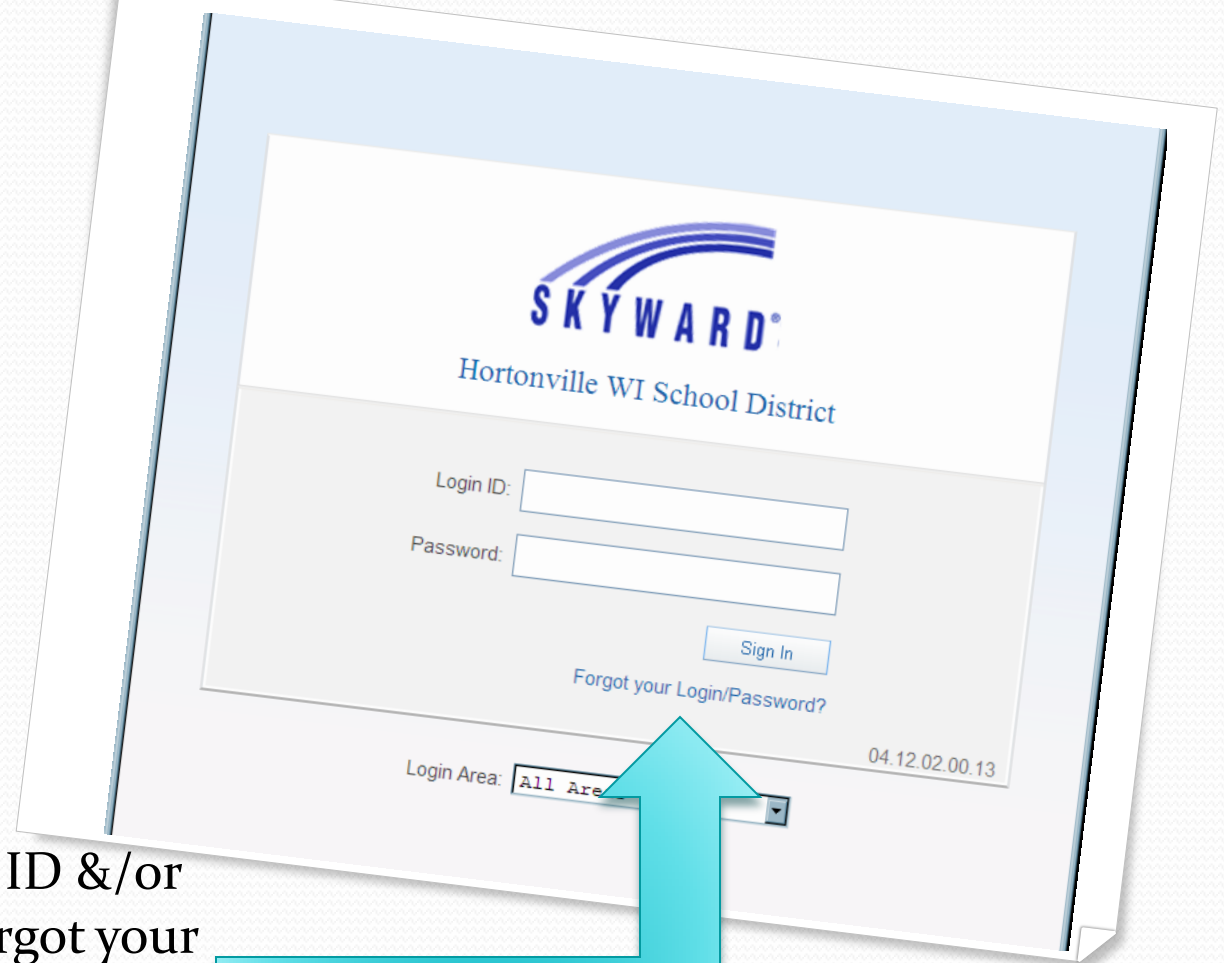 SKYWARD®
Hortonville WI School District
Login ID:
Password:
Sign In
Forgot your Login/Password?
04.12.02.00.13
Login Area: All
ID &/or
your